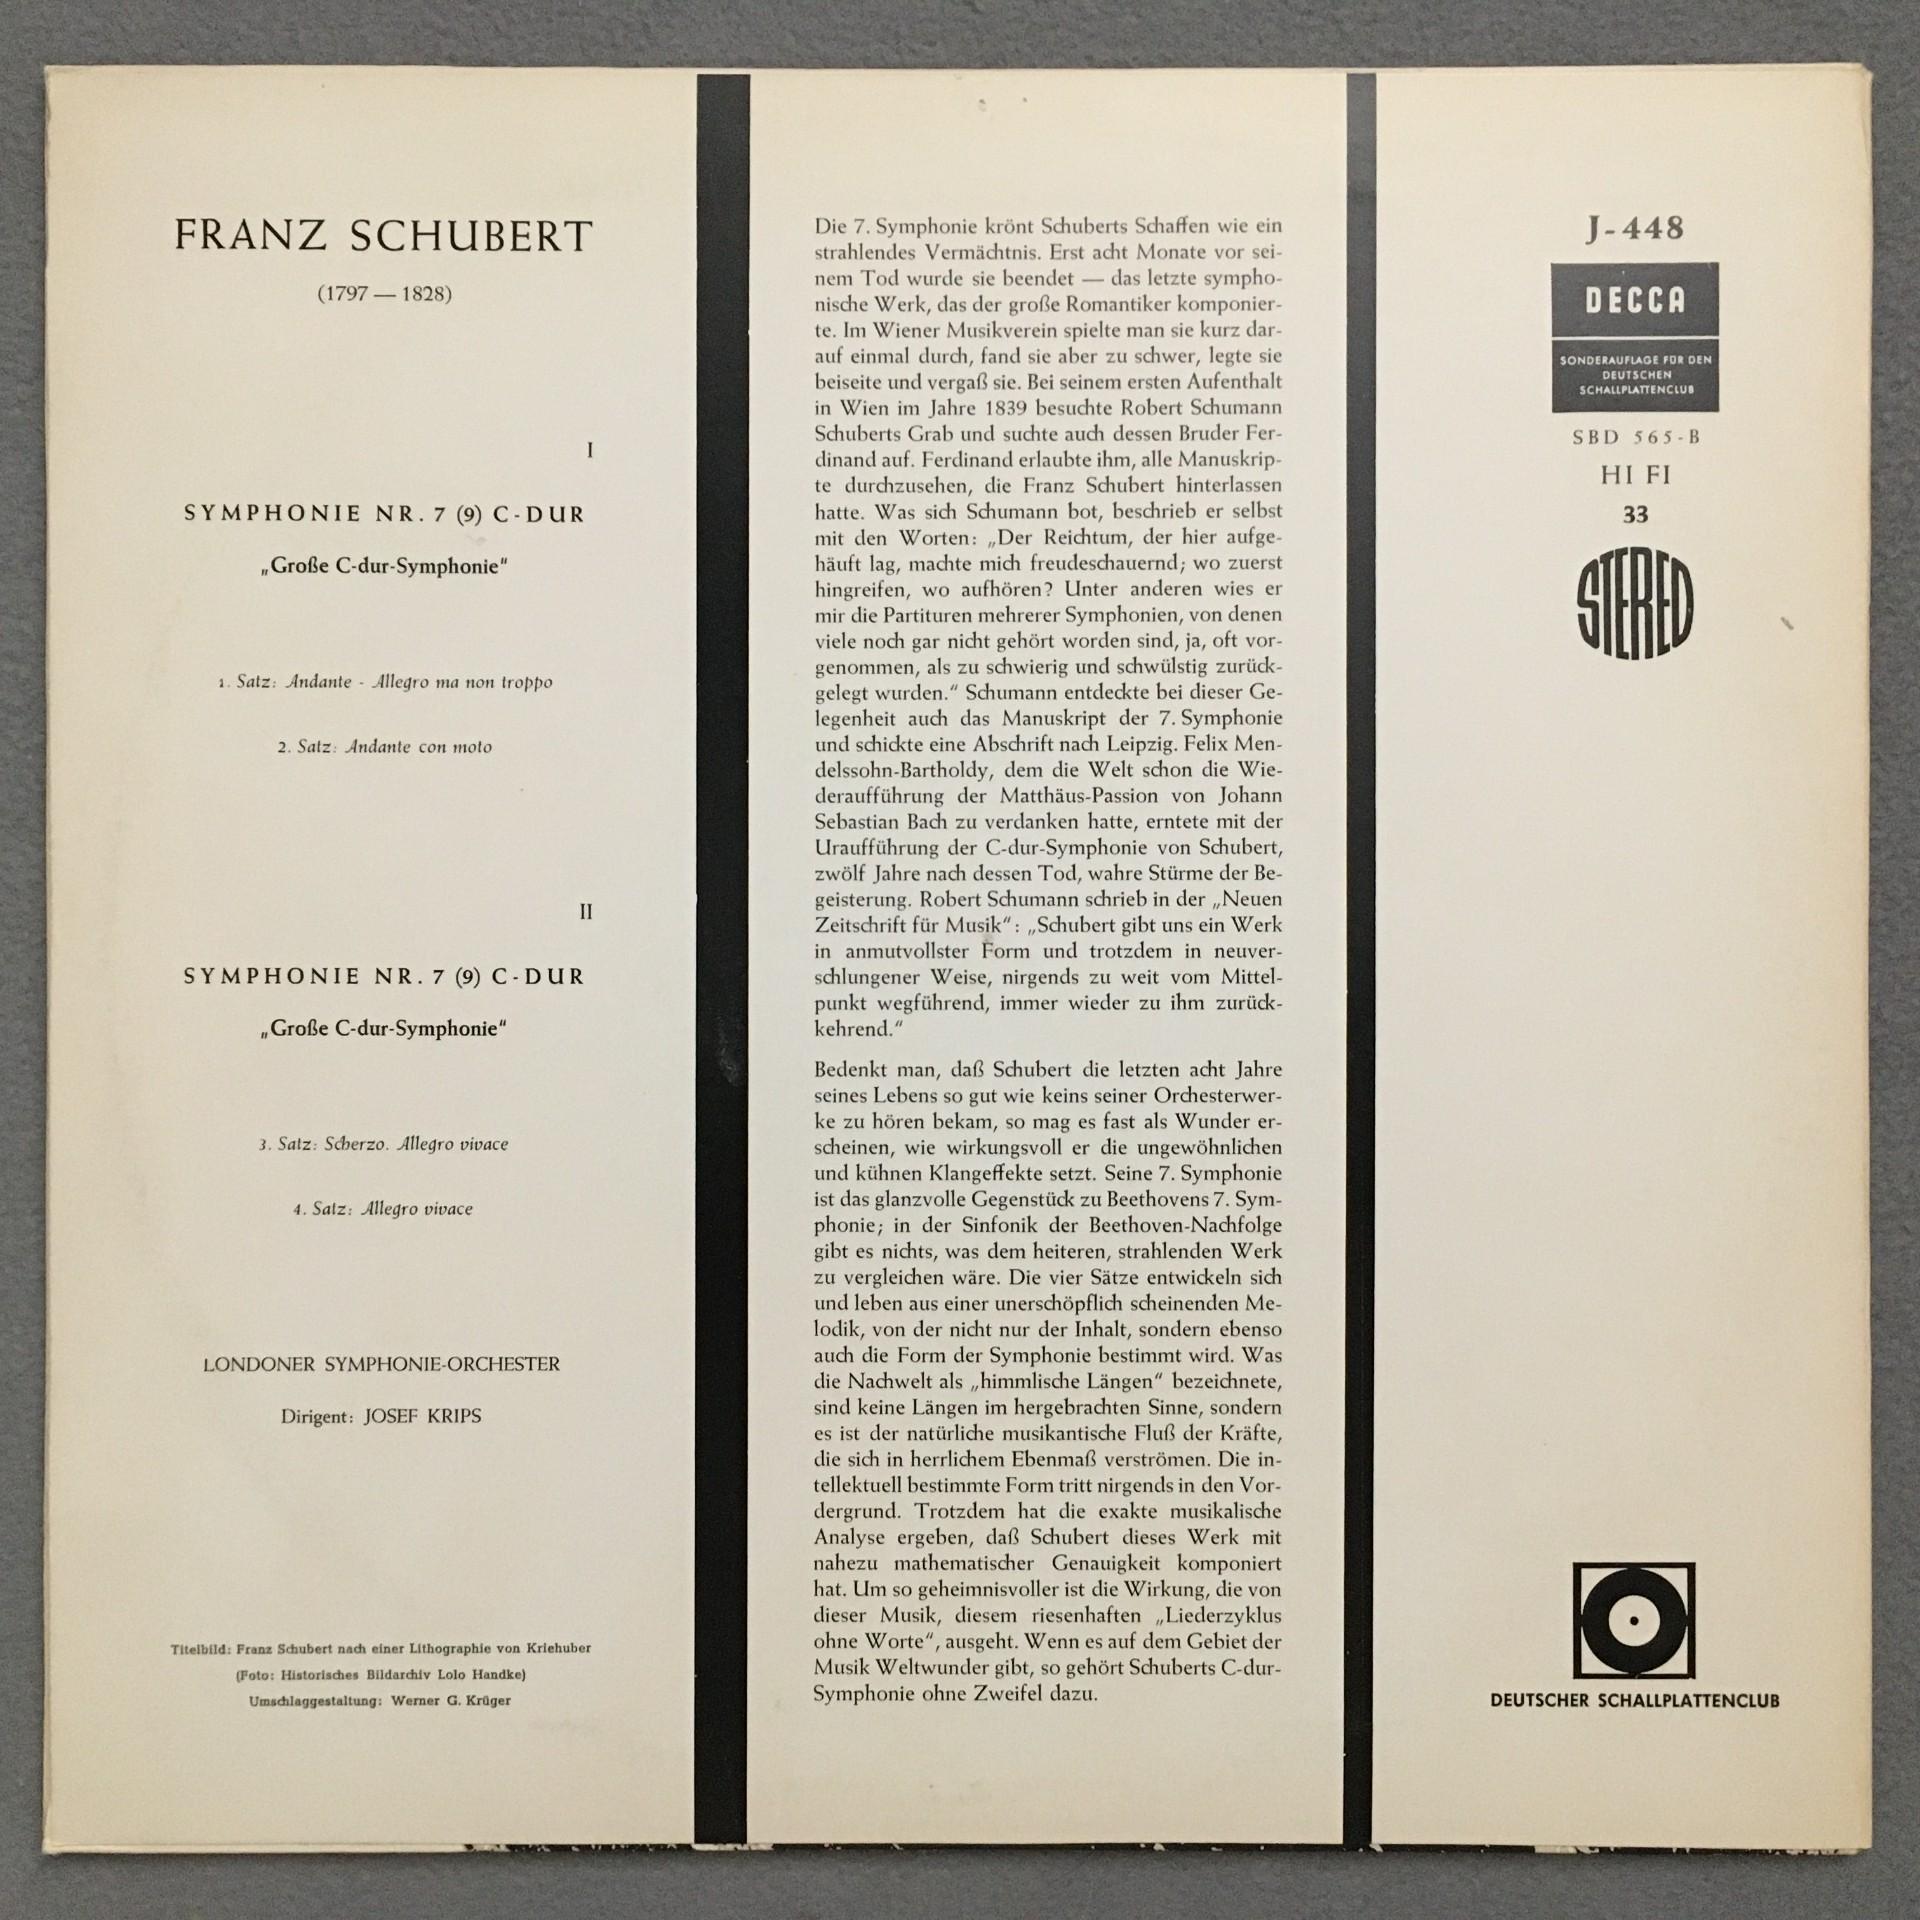 FRANZ SCHUBERT
(1797 — 1828)
I
SYMPHONIE NR. 7 (9) C-DUR
„Große C-dur-Symphonie“
1. Satz: Andante - Allegro ma non troppo
2. Satz: Andante con moto
II
SYMPHONIE NR. 7 (9) C-DUR
„Große C-dur-Symphonie“
3. Satz: Scherzo. Allegro vivace
4. Satz: Allegro vivace
LONDONER SYMPHONIE-ORCHESTER
Dirigent: JOSEF KRIPS
Titelbild: Franz Schubert nach einer Lithographie von Kriehuber
(Foto: Historisches Bildarchiv Lolo Handke)
Umschlaggestaltung: Werner G. Krüger
Die 7. Symphonie krönt Schuberts Schaffen wie ein
strahlendes Vermächtnis. Erst acht Monate vor sei-
nem Tod wurde sie beendet — das letzte sympho-
nische Werk, das der große Romantiker komponier-
te. Im Wiener Musikverein spielte man sie kurz dar-
auf einmal durch, fand sie aber zu schwer, legte sie
beiseite und vergaß sie. Bei seinem ersten Aufenthalt
in Wien im Jahre 1839 besuchte Robert Schumann
Schuberts Grab und suchte auch dessen Bruder Fer-
dinand auf. Ferdinand erlaubte ihm, alle Manuskrip-
te durchzusehen, die Franz Schubert hinterlassen
hatte. Was sich Schumann bot, beschrieb er selbst
mit den Worten: „Der Reichtum, der hier aufge-
häuft lag, machte mich freudeschauernd; wo zuerst
hingreifen, wo aufhören? Unter anderen wies er
mir die Partituren mehrerer Symphonien, von denen
viele noch gar nicht gehört worden sind, ja, oft vor-
genommen, als zu schwierig und schwülstig zurück-
gelegt wurden.“ Schumann entdeckte bei dieser Ge-
legenheit auch das Manuskript der 7. Symphonie
und schickte eine Abschrift nach Leipzig. Felix Men-
delssohn-Bartholdy, dem die Welt schon die Wie-
deraufführung der Matthäus-Passion von Johann
Sebastian Bach zu verdanken hatte, erntete mit der
Uraufführung der C-dur-Symphonie von Schubert,
zwölf Jahre nach dessen Tod, wahre Stürme der Be-
geisterung. Robert Schumann schrieb in der „Neuen
Zeitschrift für Musik“: „Schubert gibt uns ein Werk
in anmutvollster Form und trotzdem in neuver-
schlungener Weise, nirgends zu weit vom Mittel-
punkt wegführend, immer wieder zu ihm zurück-
kehrend.“
Bedenkt man, daß Schubert die letzten acht Jahre
seines Lebens so gut wie keins seiner Orchesterwer-
ke zu hören bekam, so mag es fast als Wunder er-
scheinen, wie wirkungsvoll er die ungewöhnlichen
und kühnen Klangeffekte setzt. Seine 7. Symphonie
ist das glanzvolle Gegenstück zu Beethovens 7. Sym-
phonie; in der Sinfonik der Beethoven-Nachfolge
gibt es nichts, was dem heiteren, strahlenden Werk
zu vergleichen wäre. Die vier Sätze entwickeln sich
und leben aus einer unerschöpflich scheinenden Me-
lodik, von der nicht nur der Inhalt, sondern ebenso
auch die Form der Symphonie bestimmt wird. Was
die Nachwelt als „himmlische Längen“ bezeichnete,
sind keine Längen im hergebrachten Sinne, sondern
es ist der natürliche musikantische Fluß der Kräfte,
die sich in herrlichem Ebenmaß verströmen. Die in-
tellektuell bestimmte Form tritt nirgends in den Vor-
dergrund. Trotzdem hat die exakte musikalische
Analyse ergeben, daß Schubert dieses Werk mit
nahezu mathematischer Genauigkeit komponiert
hat. Um so geheimnisvoller ist die Wirkung, die von
dieser Musik, diesem riesenhaften „Liederzyklus
ohne Worte“, ausgeht. Wenn es auf dem Gebiet der
Musik Weltwunder gibt, so gehört Schuberts C-dur-
Symphonie ohne Zweifel dazu.
J-448
DECCA
SONDERAUFLAGE FÜR DEN
DEUTSCHEN
SCHALLPLATTENCLUB
SBD 565-B
HI FI
33
STEREO
DEUTSCHER SCHALLPLATTENCLUB